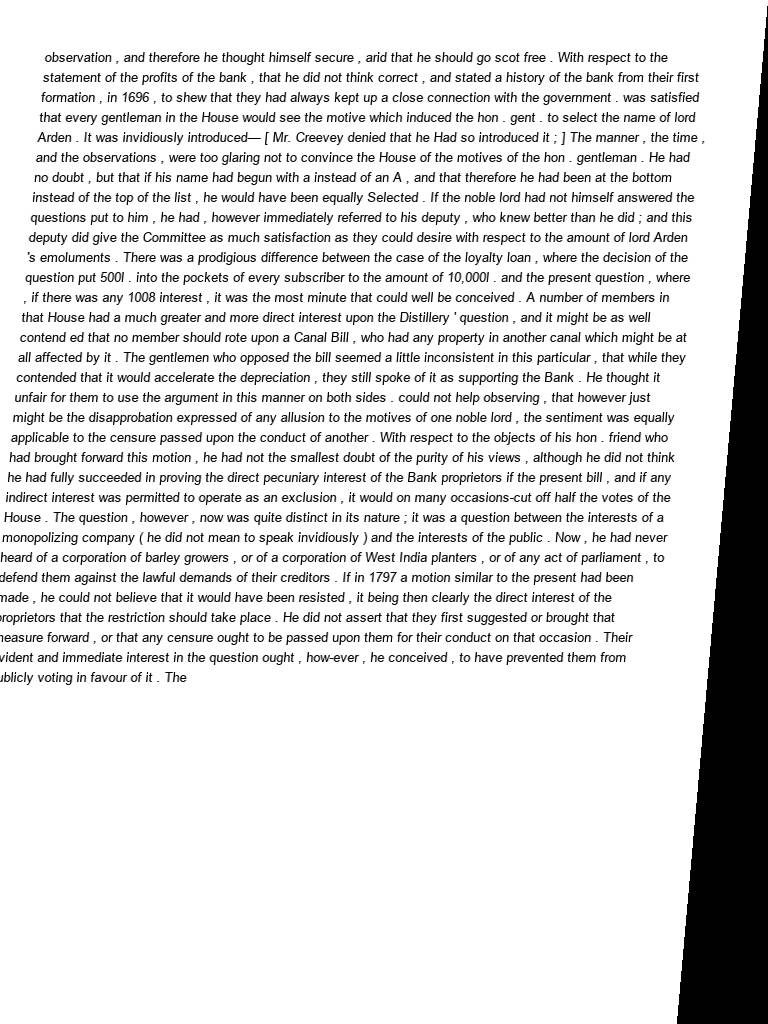 observation , and therefore he thought himself secure , arid that he should go scot free . With respect to the
statement of the profits of the bank , that he did not think correct , and stated a history of the bank from their first
formation , in 1696 , to shew that they had always kept up a close connection with the government . was satisfied
that every gentleman in the House would see the motive which induced the hon . gent . to select the name of lord
Arden . It was invidiously introduced— [ Mr. Creevey denied that he Had so introduced it ; ] The manner , the time ,
and the observations , were too glaring not to convince the House of the motives of the hon . gentleman . He had
no doubt , but that if his name had begun with a instead of an A , and that therefore he had been at the bottom
instead of the top of the list , he would have been equally Selected . If the noble lord had not himself answered the
questions put to him , he had , however immediately referred to his deputy , who knew better than he did ; and this
deputy did give the Committee as much satisfaction as they could desire with respect to the amount of lord Arden
's emoluments . There was a prodigious difference between the case of the loyalty loan , where the decision of the
question put 500l . into the pockets of every subscriber to the amount of 10,000l . and the present question , where
, if there was any 1008 interest , it was the most minute that could well be conceived . A number of members in
that House had a much greater and more direct interest upon the Distillery ' question , and it might be as well
contend ed that no member should rote upon a Canal Bill , who had any property in another canal which might be at
all affected by it . The gentlemen who opposed the bill seemed a little inconsistent in this particular , that while they
contended that it would accelerate the depreciation , they still spoke of it as supporting the Bank . He thought it
unfair for them to use the argument in this manner on both sides . could not help observing , that however just
might be the disapprobation expressed of any allusion to the motives of one noble lord , the sentiment was equally
applicable to the censure passed upon the conduct of another . With respect to the objects of his hon . friend who
had brought forward this motion , he had not the smallest doubt of the purity of his views , although he did not think
he had fully succeeded in proving the direct pecuniary interest of the Bank proprietors if the present bill , and if any
indirect interest was permitted to operate as an exclusion , it would on many occasions-cut off half the votes of the
House . The question , however , now was quite distinct in its nature ; it was a question between the interests of a
monopolizing company ( he did not mean to speak invidiously ) and the interests of the public . Now , he had never
heard of a corporation of barley growers , or of a corporation of West India planters , or of any act of parliament , to
defend them against the lawful demands of their creditors . If in 1797 a motion similar to the present had been
made , he could not believe that it would have been resisted , it being then clearly the direct interest of the
proprietors that the restriction should take place . He did not assert that they first suggested or brought that
measure forward , or that any censure ought to be passed upon them for their conduct on that occasion . Their
vident and immediate interest in the question ought , how-ever , he conceived , to have prevented them from
ublicly voting in favour of it . The